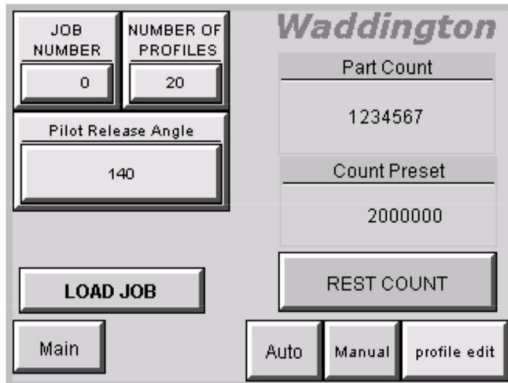 JOB
NUMBER
0
NUMBER OF
PROFILES
20
Waddington
Part Count
1234567
Pilot Release Angle
140
Count Preset
2000000
LOAD JOB
REST COUNT
Main
Auto
Manual
profile edit